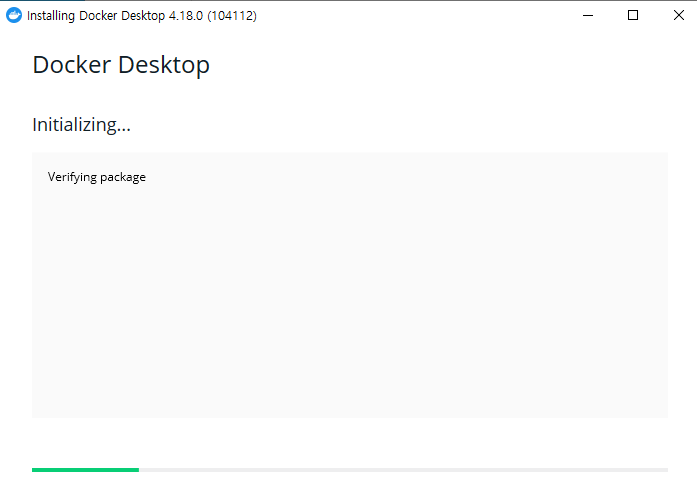 Installing Docker Desktop 4.18.0 (104112)
Docker Desktop
Initializing...
Verifying package